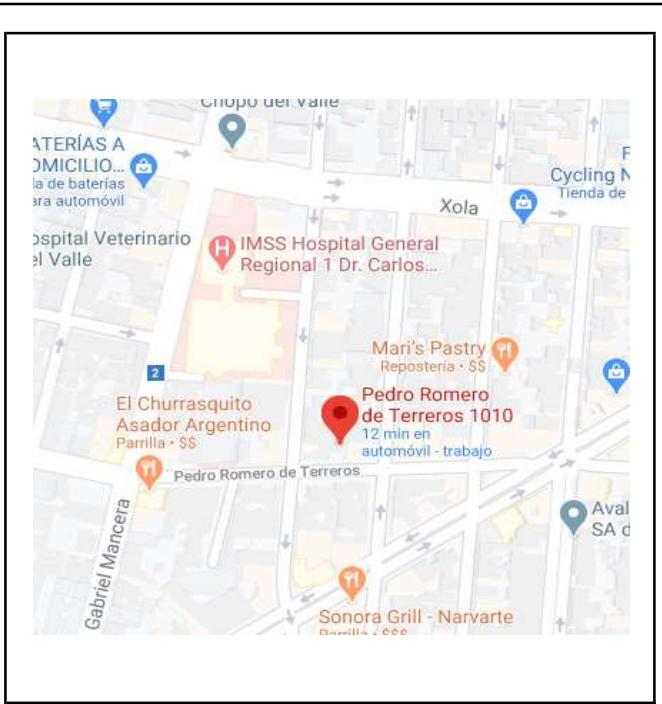 Chopo del Valle
ATERÍAS A
OMICILIO...
da de baterías
ara automóvil
Cycling N
Tienda de
Xola
ospital Veterinario
el Valle
IMSS Hospital General
Regional 1 Dr. Carlos...
Mari's Pastry
Repostería • $$
2
El Churrasquito
Asador Argentino
Parrilla • $$
Pedro Romero
de Terreros 1010
12 min en
automóvil - trabajo
Pedro Romero de Terreros
Gabriel Mancera
Aval
SA d
Sonora Grill - Narvarte
Parrilla • $$$